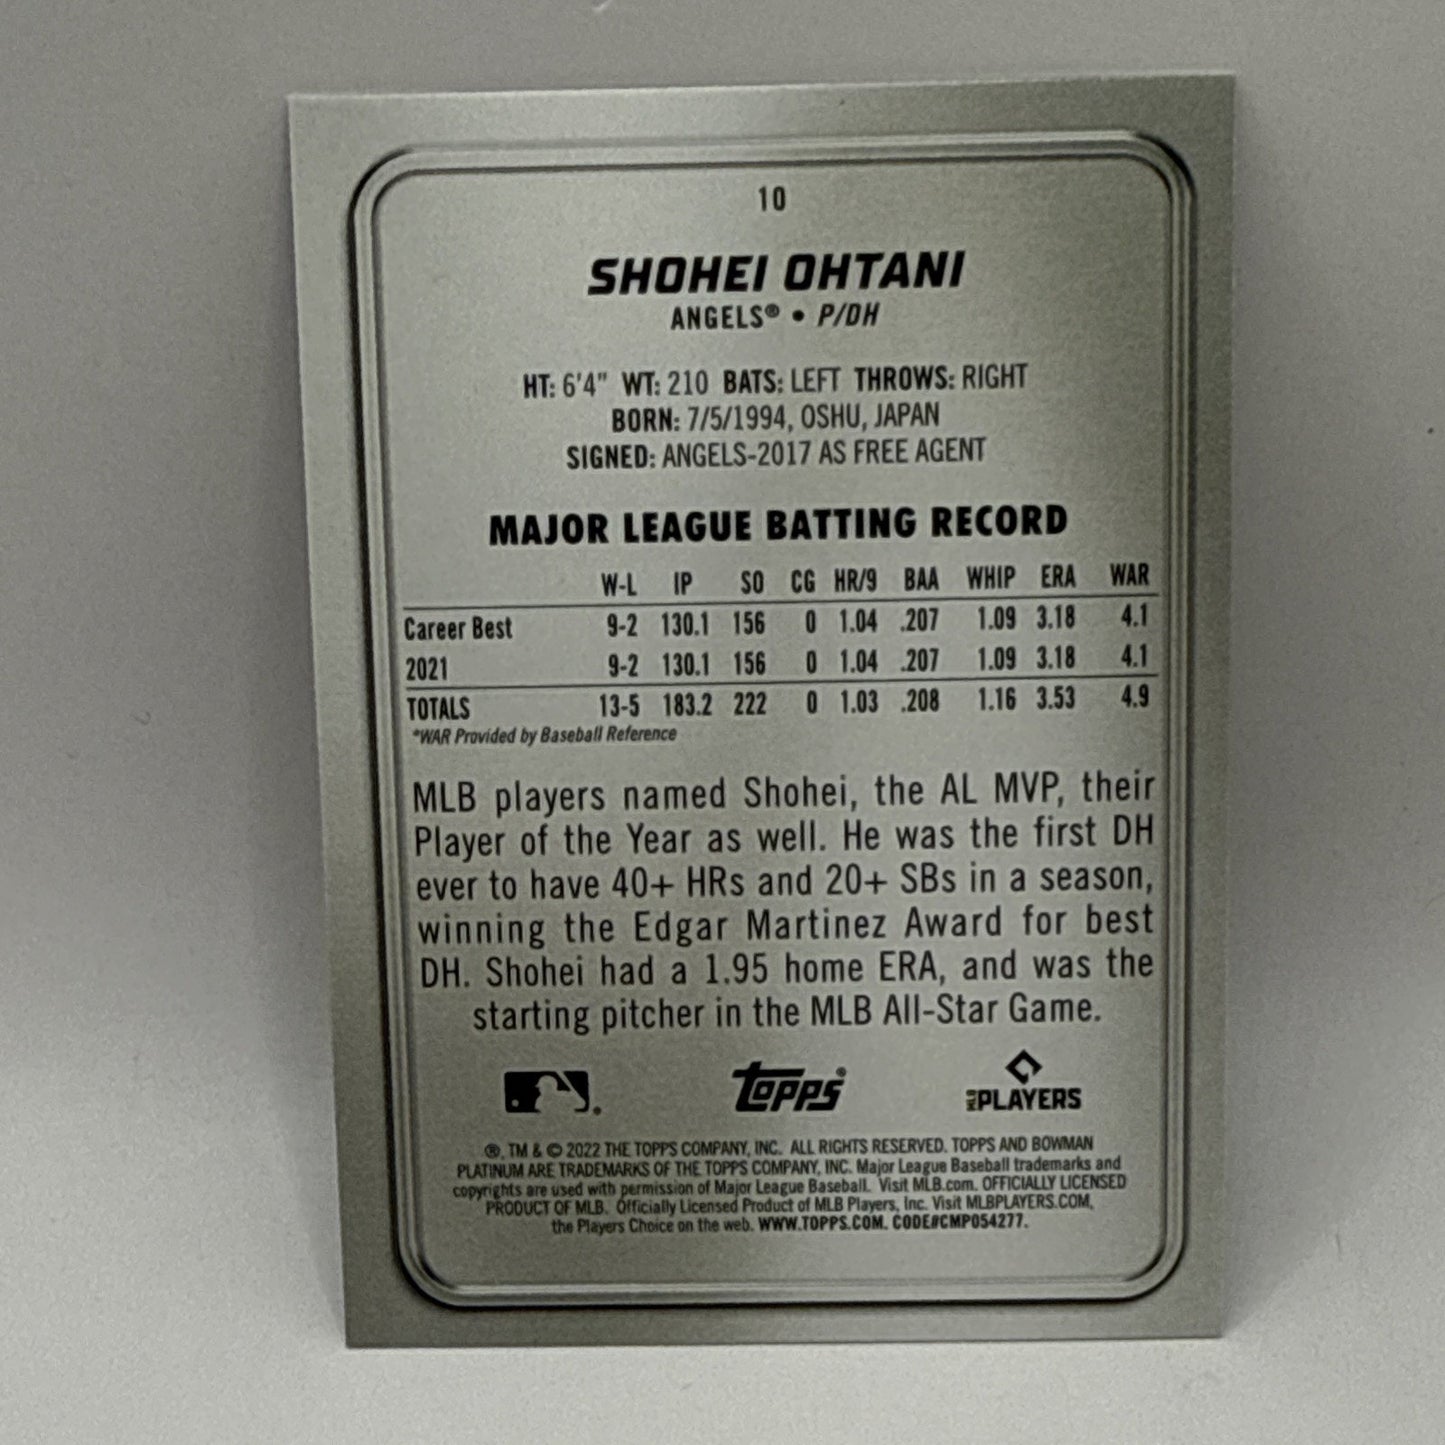 10
SHOHEI OHTANI
ANGELS® • P/DH
HT: 6'4" WT: 210 BATS: LEFT THROWS: RIGHT
BORN: 7/5/1994, OSHU, JAPAN
SIGNED: ANGELS-2017 AS FREE AGENT
MAJOR LEAGUE BATTING RECORD
W-L IP SO CG HR/9 BAA WHIP ERA WAR
Career Best 9-2 130.1 156 0 1.04 .207 1.09 3.18 4.1
2021 9-2 130.1 156 0 1.04 .207 1.09 3.18 4.1
TOTALS 13-5 183.2 222 0 1.03 .208 1.16 3.53 4.9
*WAR Provided by Baseball Reference
MLB players named Shohei, the AL MVP, their
Player of the Year as well. He was the first DH
ever to have 40+ HRs and 20+ SBs in a season,
winning the Edgar Martinez Award for best
DH. Shohei had a 1.95 home ERA, and was the
starting pitcher in the MLB All-Star Game.
Topps® MLB PLAYERS
®, TM & © 2022 THE TOPPS COMPANY, INC. ALL RIGHTS RESERVED. TOPPS AND BOWMAN
PLATINUM ARE TRADEMARKS OF THE TOPPS COMPANY, INC. Major League Baseball trademarks and
copyrights are used with permission of Major League Baseball. Visit MLB.com. OFFICIALLY LICENSED
PRODUCT OF MLB. Officially Licensed Product of MLB Players, Inc. Visit MLBPLAYERS.COM,
the Players Choice on the web. WWW.TOPPS.COM. CODE#CMP054277.